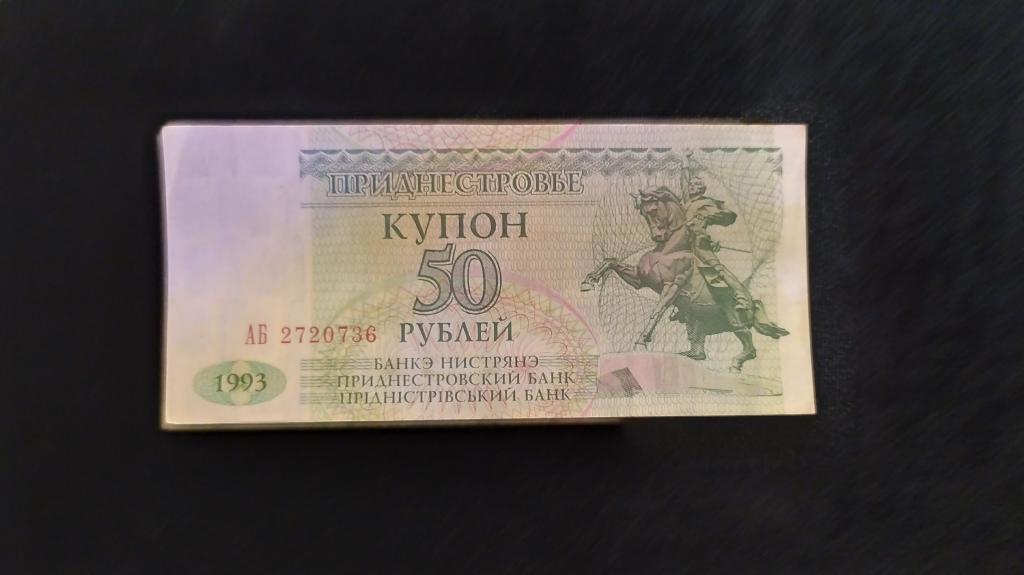 ПРИДНЕСТРОВЬЕ
КУПОН
50
РУБЛЕЙ
АБ 2720736
1993
БАНКЭ НИСТРЯНЭ
ПРИДНЕСТРОВСКИЙ БАНК
ПРІДНІСТРІВСЬКИЙ БАНК